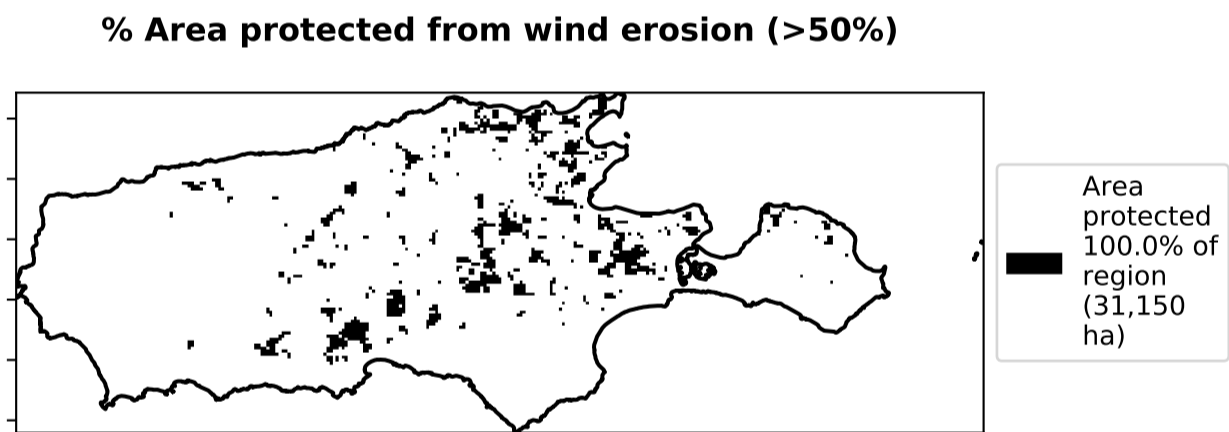 % Area protected from wind erosion (>50%)
Area
protected
100.0% of
region
(31,150
ha)